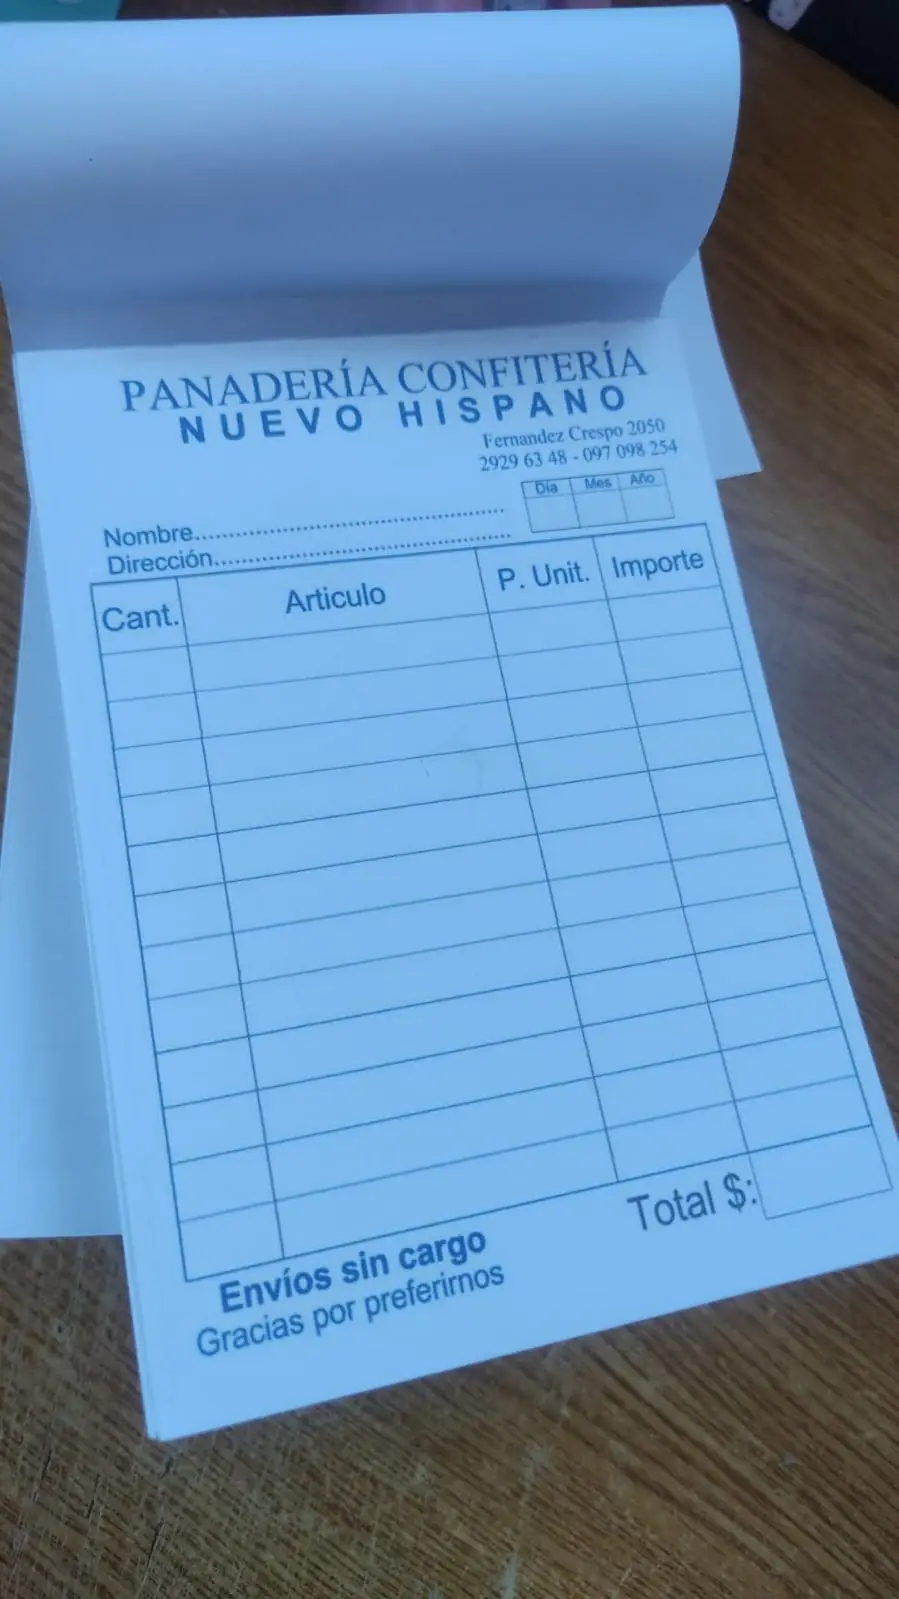 PANADERÍA CONFITERÍA
NUEVO HISPANO
Fernandez Crespo 2050
2929 63 48 - 097 098 254
Día Mes Año
Nombre.....................................................
Dirección...................................................
Cant. Articulo P. Unit. Importe
Total $:
Envíos sin cargo
Gracias por preferirnos